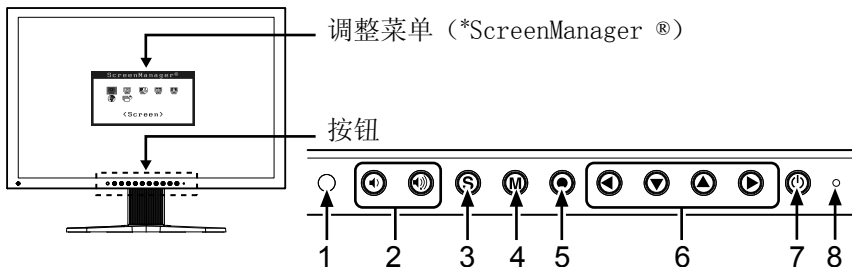 调整菜单（*ScreenManager ®）
ScreenManager®
<Screen>
按钮
S M
1 2 3 4 5 6 7 8